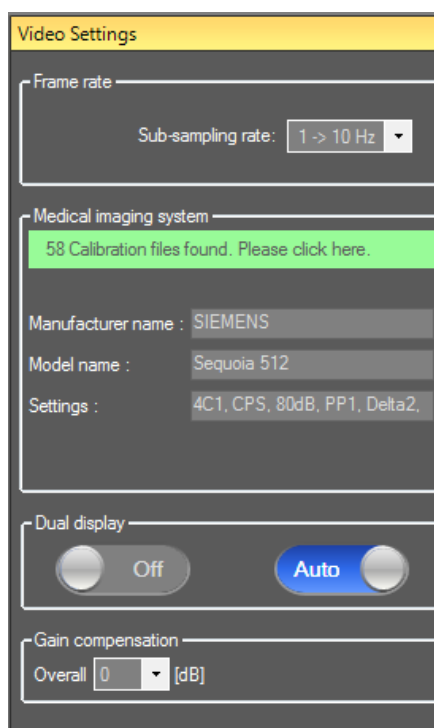 Video Settings
Frame rate
Sub-sampling rate: 1 -> 10 Hz
Medical imaging system
58 Calibration files found. Please click here.
Manufacturer name : SIEMENS
Model name : Sequoia 512
Settings : 4C1, CPS, 80dB, PP1, Delta2,
Dual display
Off Auto
Gain compensation
Overall 0 [dB]